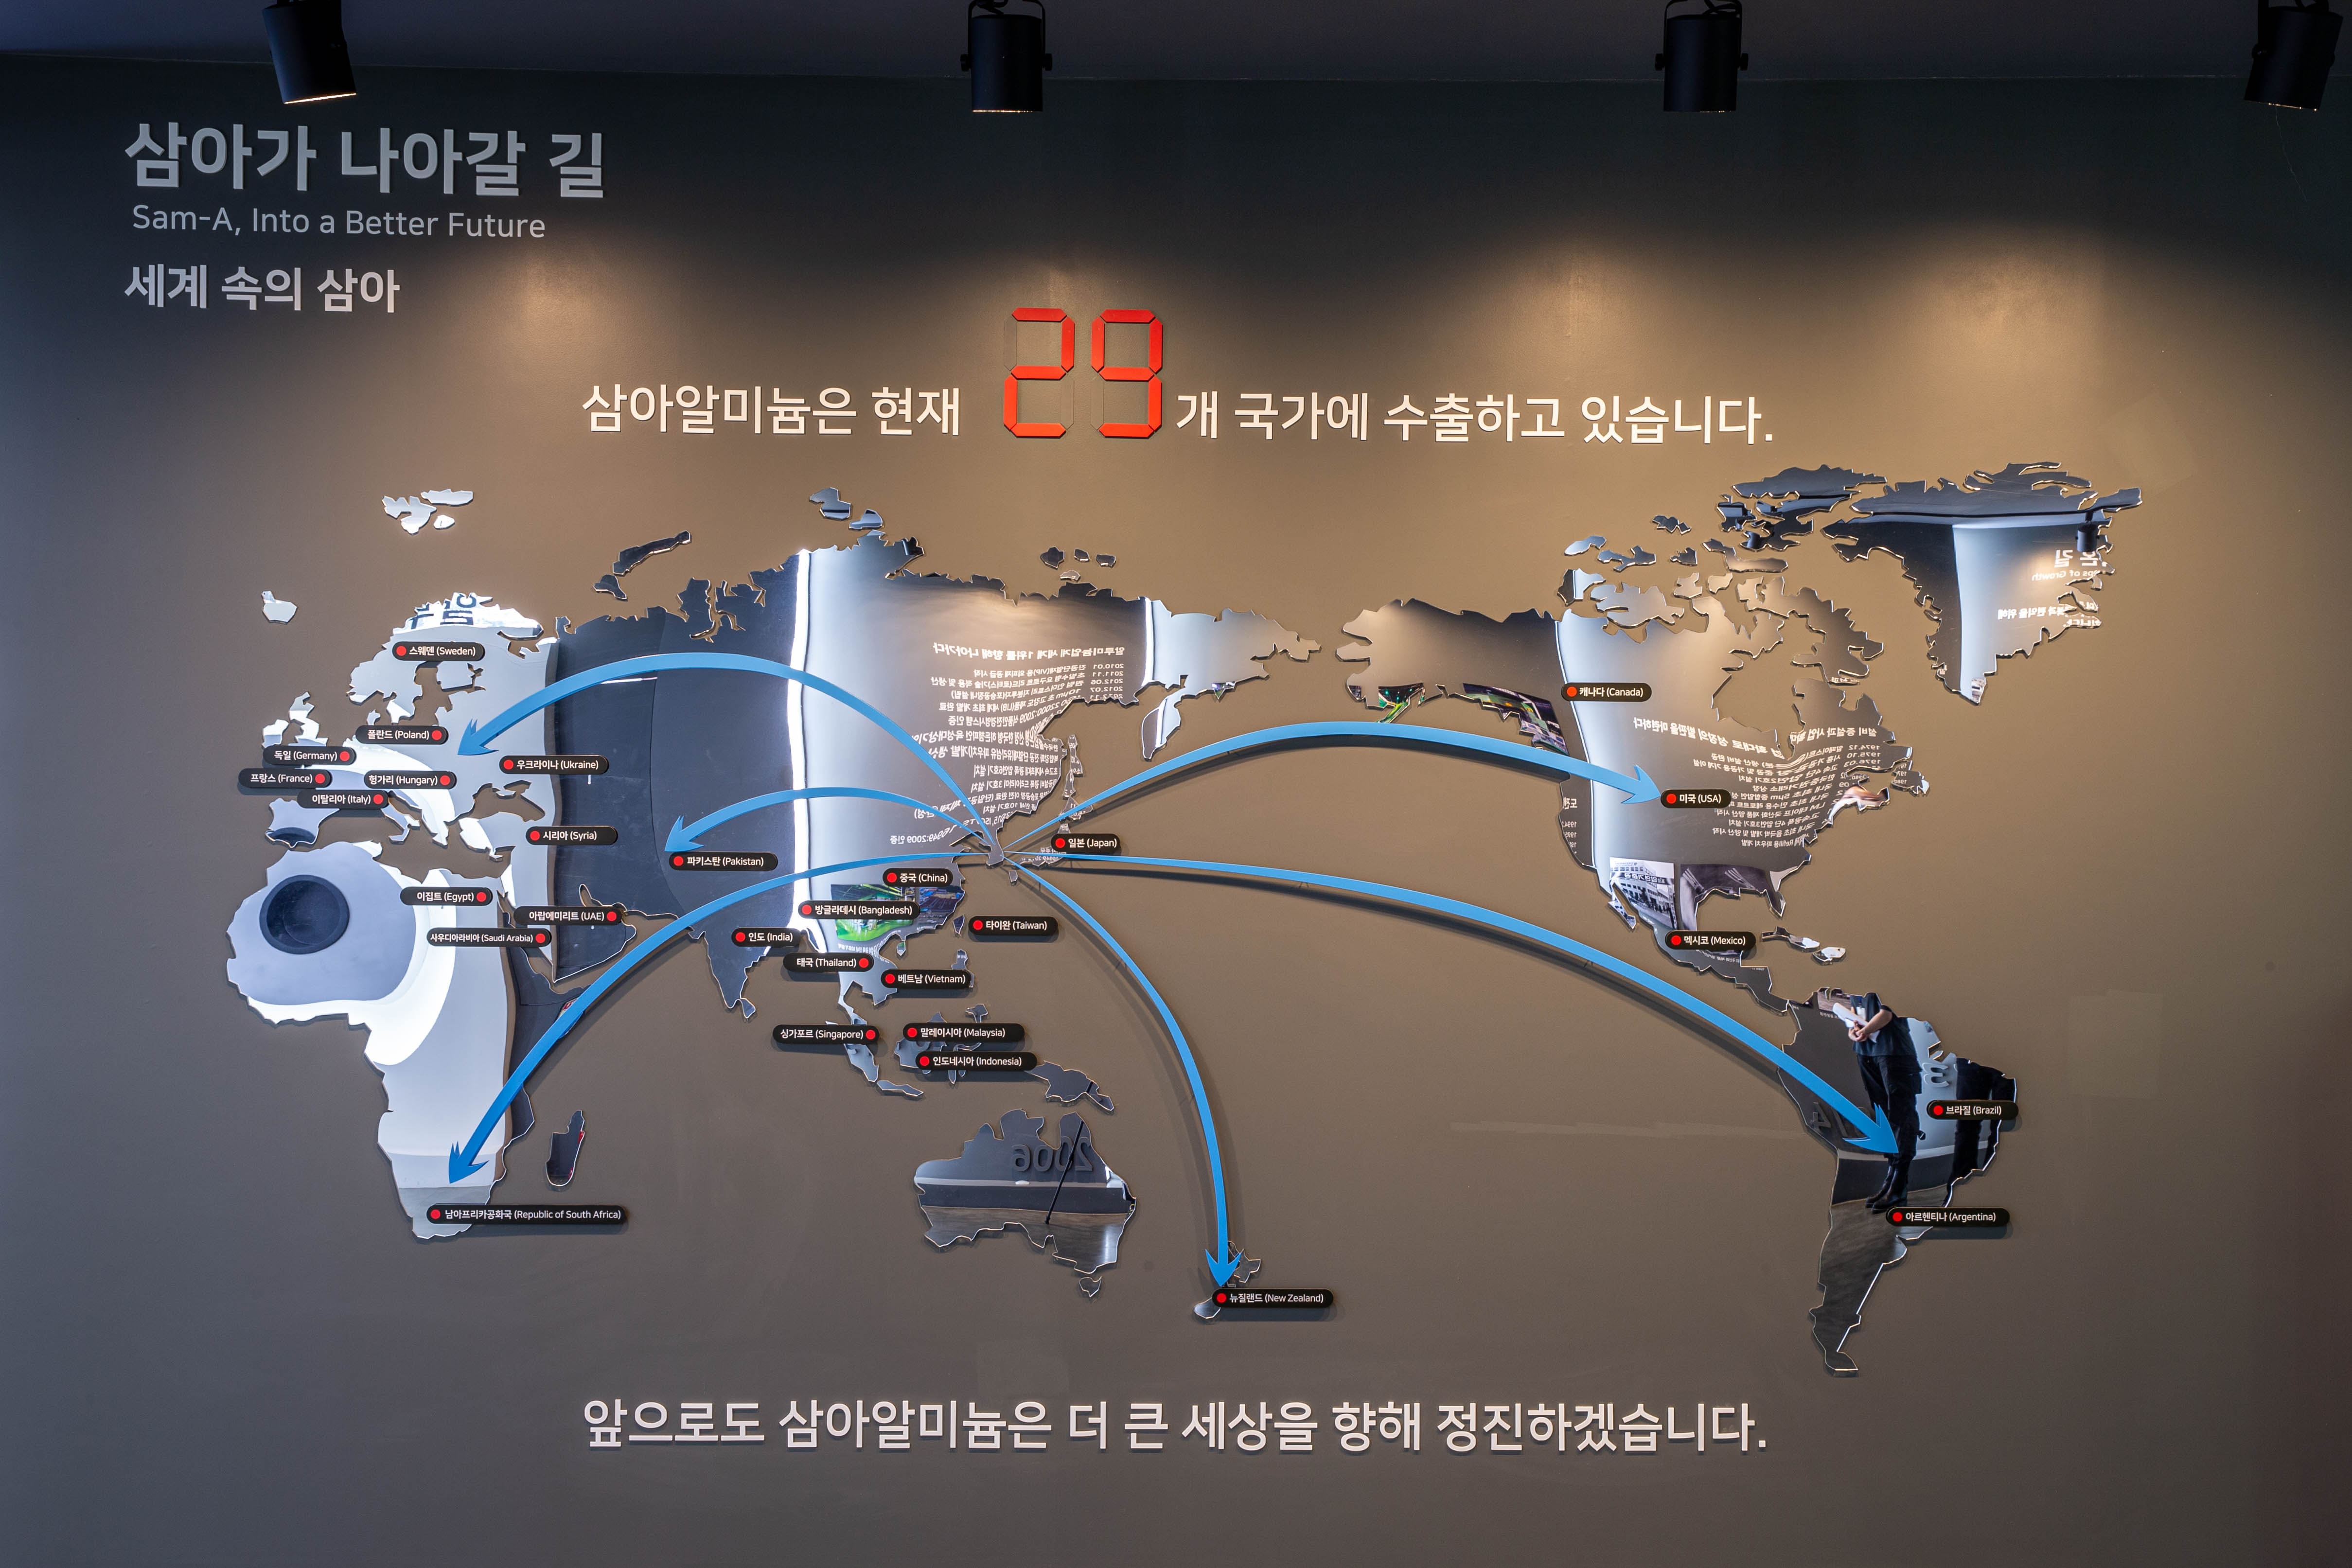 삼아가 나아갈 길
Sam-A, Into a Better Future
세계 속의 삼아
삼아알미늄은 현재 29개 국가에 수출하고 있습니다.
스웨덴 (Sweden)
폴란드 (Poland)
독일 (Germany)
우크라이나 (Ukraine)
프랑스 (France)
헝가리 (Hungary)
이탈리아 (Italy)
시리아 (Syria)
파키스탄 (Pakistan)
이집트 (Egypt)
아랍에미리트 (UAE)
사우디아라비아 (Saudi Arabia)
일본 (Japan)
중국 (China)
방글라데시 (Bangladesh)
타이완 (Taiwan)
인도 (India)
태국 (Thailand)
베트남 (Vietnam)
싱가포르 (Singapore)
말레이시아 (Malaysia)
인도네시아 (Indonesia)
캐나다 (Canada)
미국 (USA)
멕시코 (Mexico)
브라질 (Brazil)
아르헨티나 (Argentina)
남아프리카공화국 (Republic of South Africa)
뉴질랜드 (New Zealand)
2006
앞으로도 삼아알미늄은 더 큰 세상을 향해 정진하겠습니다.